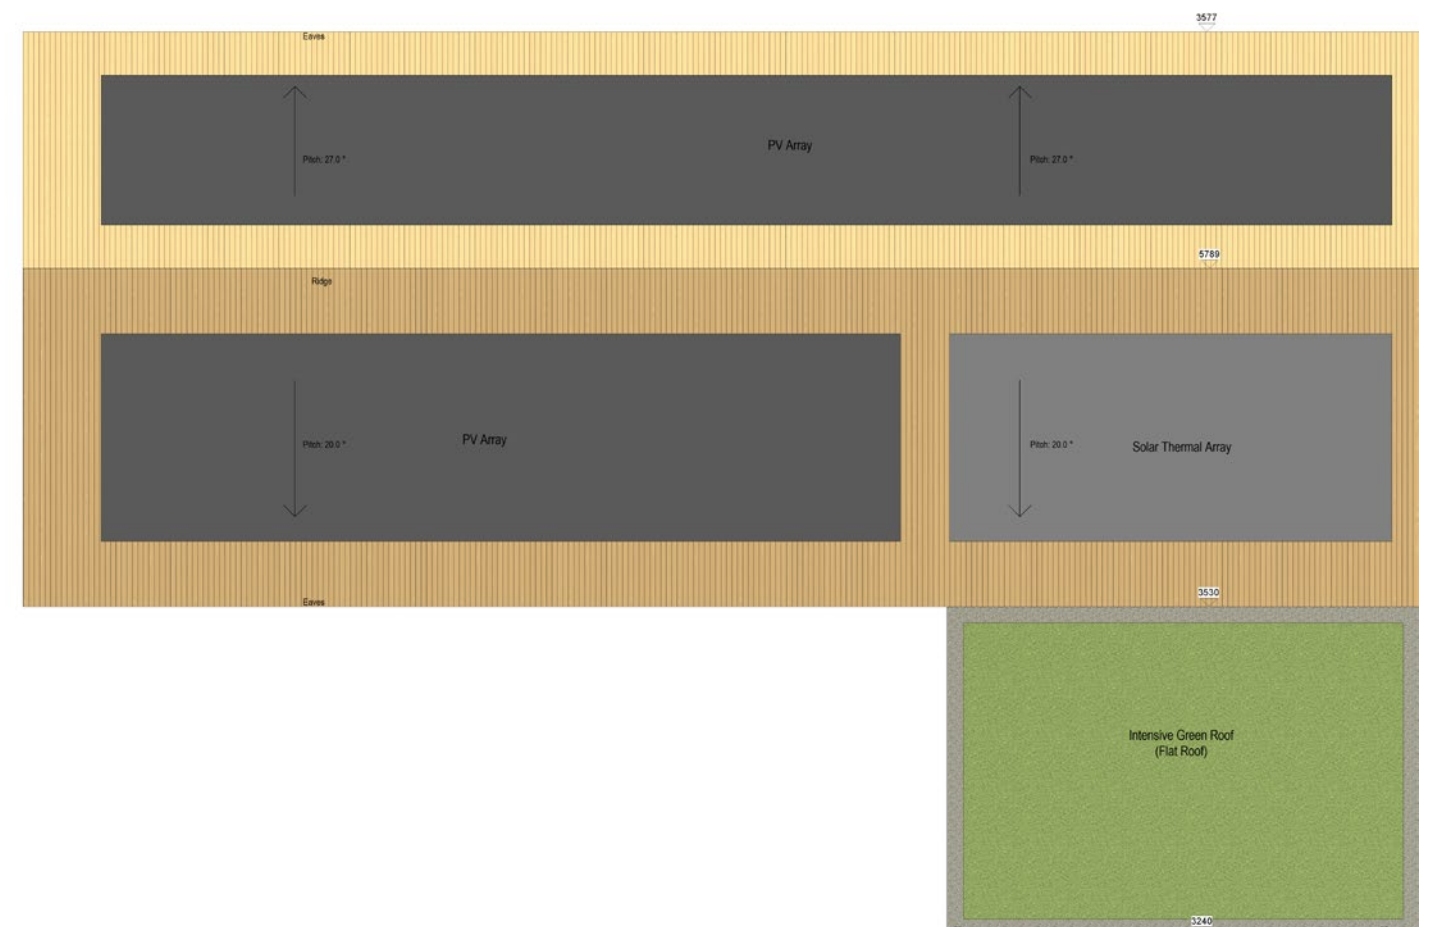 3577
Eaves
PV Array
Pitch: 27.0 °
Pitch: 27.0 °
5789
Ridge
PV Array
Pitch: 20.0 °
Pitch: 20.0 °
Solar Thermal Array
3530
Eaves
Intensive Green Roof
(Flat Roof)
3240